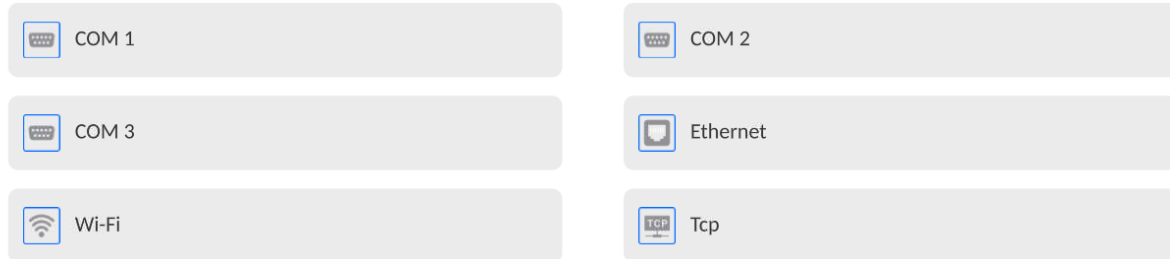 COM 1
COM 2
COM 3
Ethernet
Wi-Fi
TCP
Tcp